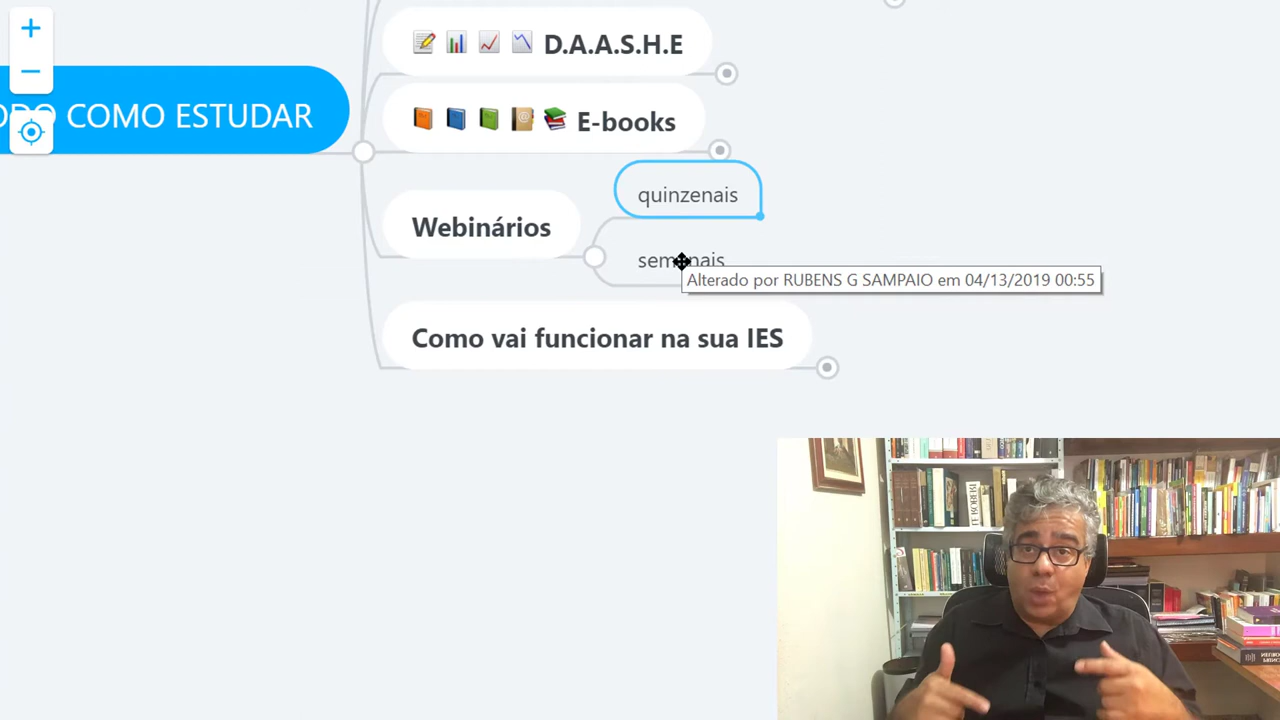 D.A.A.S.H.E
COMO ESTUDAR
E-books
quinzenais
Webinários
Alterado por RUBENS G SAMPAIO em 04/13/2019 00:55
Como vai funcionar na sua IES